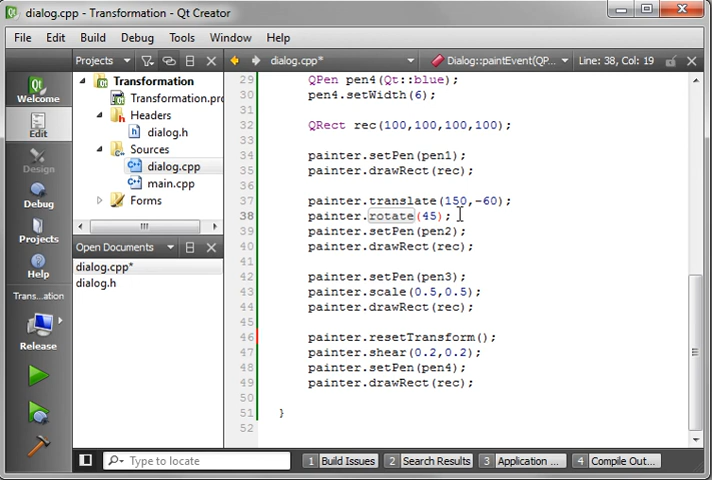 dialog.cpp - Transformation - Qt Creator
File Edit Build Debug Tools Window Help
Projects
dialog.cpp*
Dialog::paintEvent(QP...
Line: 38, Col: 19
Welcome
Edit
Design
Debug
Projects
Help
Trans...ation
Release
Transformation
Transformation.pro
Headers
dialog.h
Sources
dialog.cpp
main.cpp
Forms
Open Documents
dialog.cpp*
dialog.h
29 QPen pen4(Qt::blue);
30 pen4.setWidth(6);
31
32 QRect rec(100,100,100,100);
33
34 painter.setPen(pen1);
35 painter.drawRect(rec);
36
37 painter.translate(150,-60);
38 painter.rotate(45);
39 painter.setPen(pen2);
40 painter.drawRect(rec);
41
42 painter.setPen(pen3);
43 painter.scale(0.5,0.5);
44 painter.drawRect(rec);
45
46 painter.resetTransform();
47 painter.shear(0.2,0.2);
48 painter.setPen(pen4);
49 painter.drawRect(rec);
50
51 }
52
Type to locate
1 Build Issues 2 Search Results 3 Application ... 4 Compile Out...